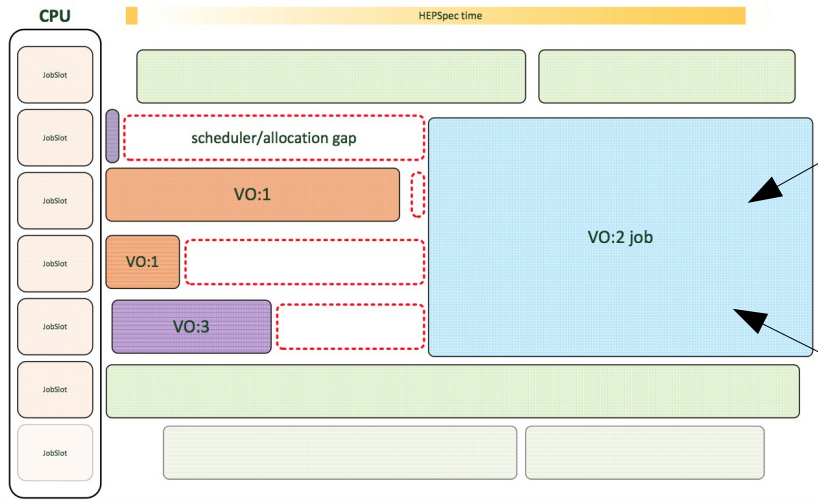 CPU
HEPSpec time
JobSlot
JobSlot
scheduler/allocation gap
JobSlot
VO:1
JobSlot
VO:1
VO:2 job
JobSlot
VO:3
JobSlot
JobSlot